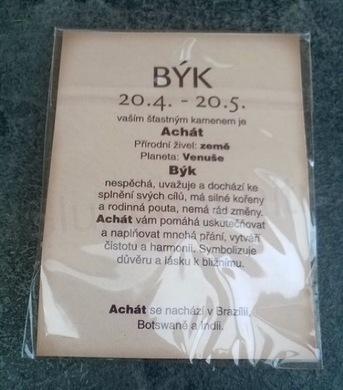 BÝK
20.4. - 20.5.
vaším šťastným kamenem je
Achát
Přírodní živel: země
Planeta: Venuše
Býk
nespěchá, uvažuje a dochází ke
splnění svých cílů, má silné kořeny
a rodinná pouta, nemá rád změny.
Achát vám pomáhá uskutečňovat
a naplňovat mnohá přání, vytváří
čistotu a harmonii. Symbolizuje
důvěru a lásku k bližnímu.
Achát se nachází v Brazílii,
Botswaně a Indii.